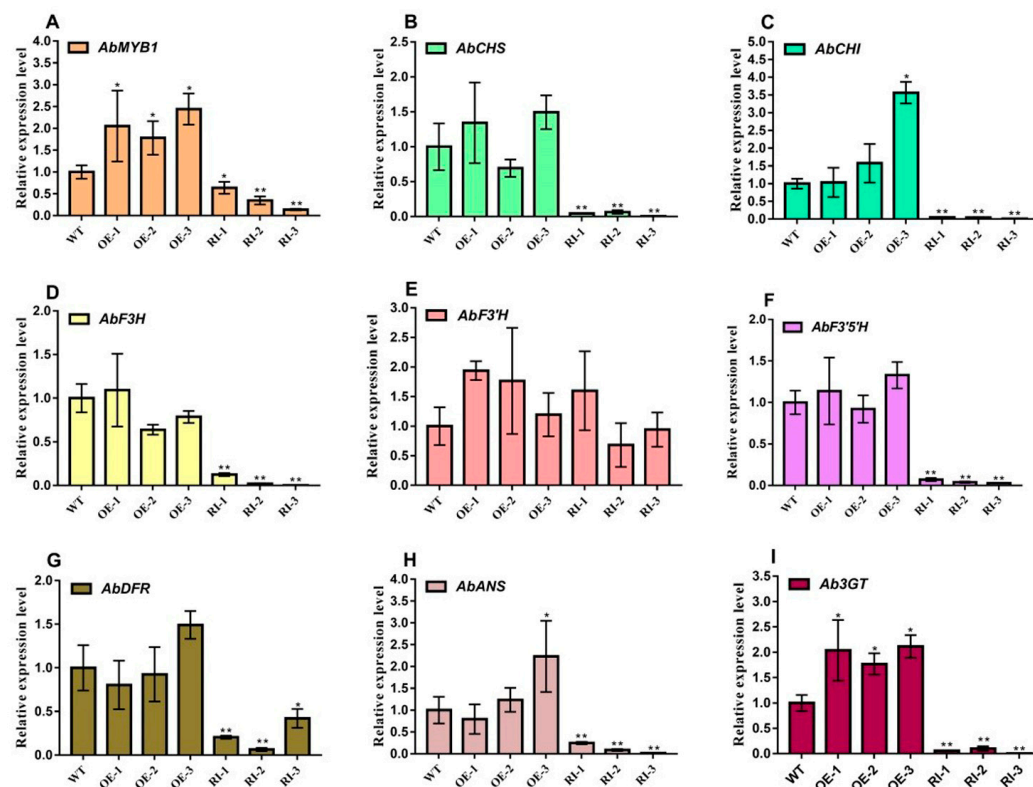 A
AbMYB1
Relative expression level
4.0
3.5
3.0
2.5
2.0
1.5
1.0
0.5
0.0
* * * * ** **
WT OE-1 OE-2 OE-3 RI-1 RI-2 RI-3
B
AbCHS
Relative expression level
2.5
2.0
1.5
1.0
0.5
0.0
** ** **
WT OE-1 OE-2 OE-3 RI-1 RI-2 RI-3
C
AbCHI
Relative expression level
5.0
4.5
3.5
3.0
2.0
1.5
1.0
0.5
0.0
* ** ** **
WT OE-1 OE-2 OE-3 RI-1 RI-2 RI-3
D
AbF3H
Relative expression level
2.0
1.5
1.0
0.5
0.0
** ** **
WT OE-1 OE-2 OE-3 RI-1 RI-2 RI-3
E
AbF3'H
Relative expression level
3.0
2.5
2.0
1.5
1.0
0.5
0.0
WT OE-1 OE-2 OE-3 RI-1 RI-2 RI-3
F
AbF3'5'H
Relative expression level
2.0
1.5
1.0
0.5
0.0
** ** **
WT OE-1 OE-2 OE-3 RI-1 RI-2 RI-3
G
AbDFR
Relative expression level
2.0
1.5
1.0
0.5
0.0
** ** *
WT OE-1 OE-2 OE-3 RI-1 RI-2 RI-3
H
AbANS
Relative expression level
4.0
3.5
3.0
2.5
2.0
1.5
1.0
0.5
0.0
* ** ** **
WT OE-1 OE-2 OE-3 RI-1 RI-2 RI-3
I
Ab3GT
Relative expression level
3.5
3.0
2.5
2.0
1.5
1.0
0.5
0.0
* * * ** ** **
WT OE-1 OE-2 OE-3 RI-1 RI-2 RI-3